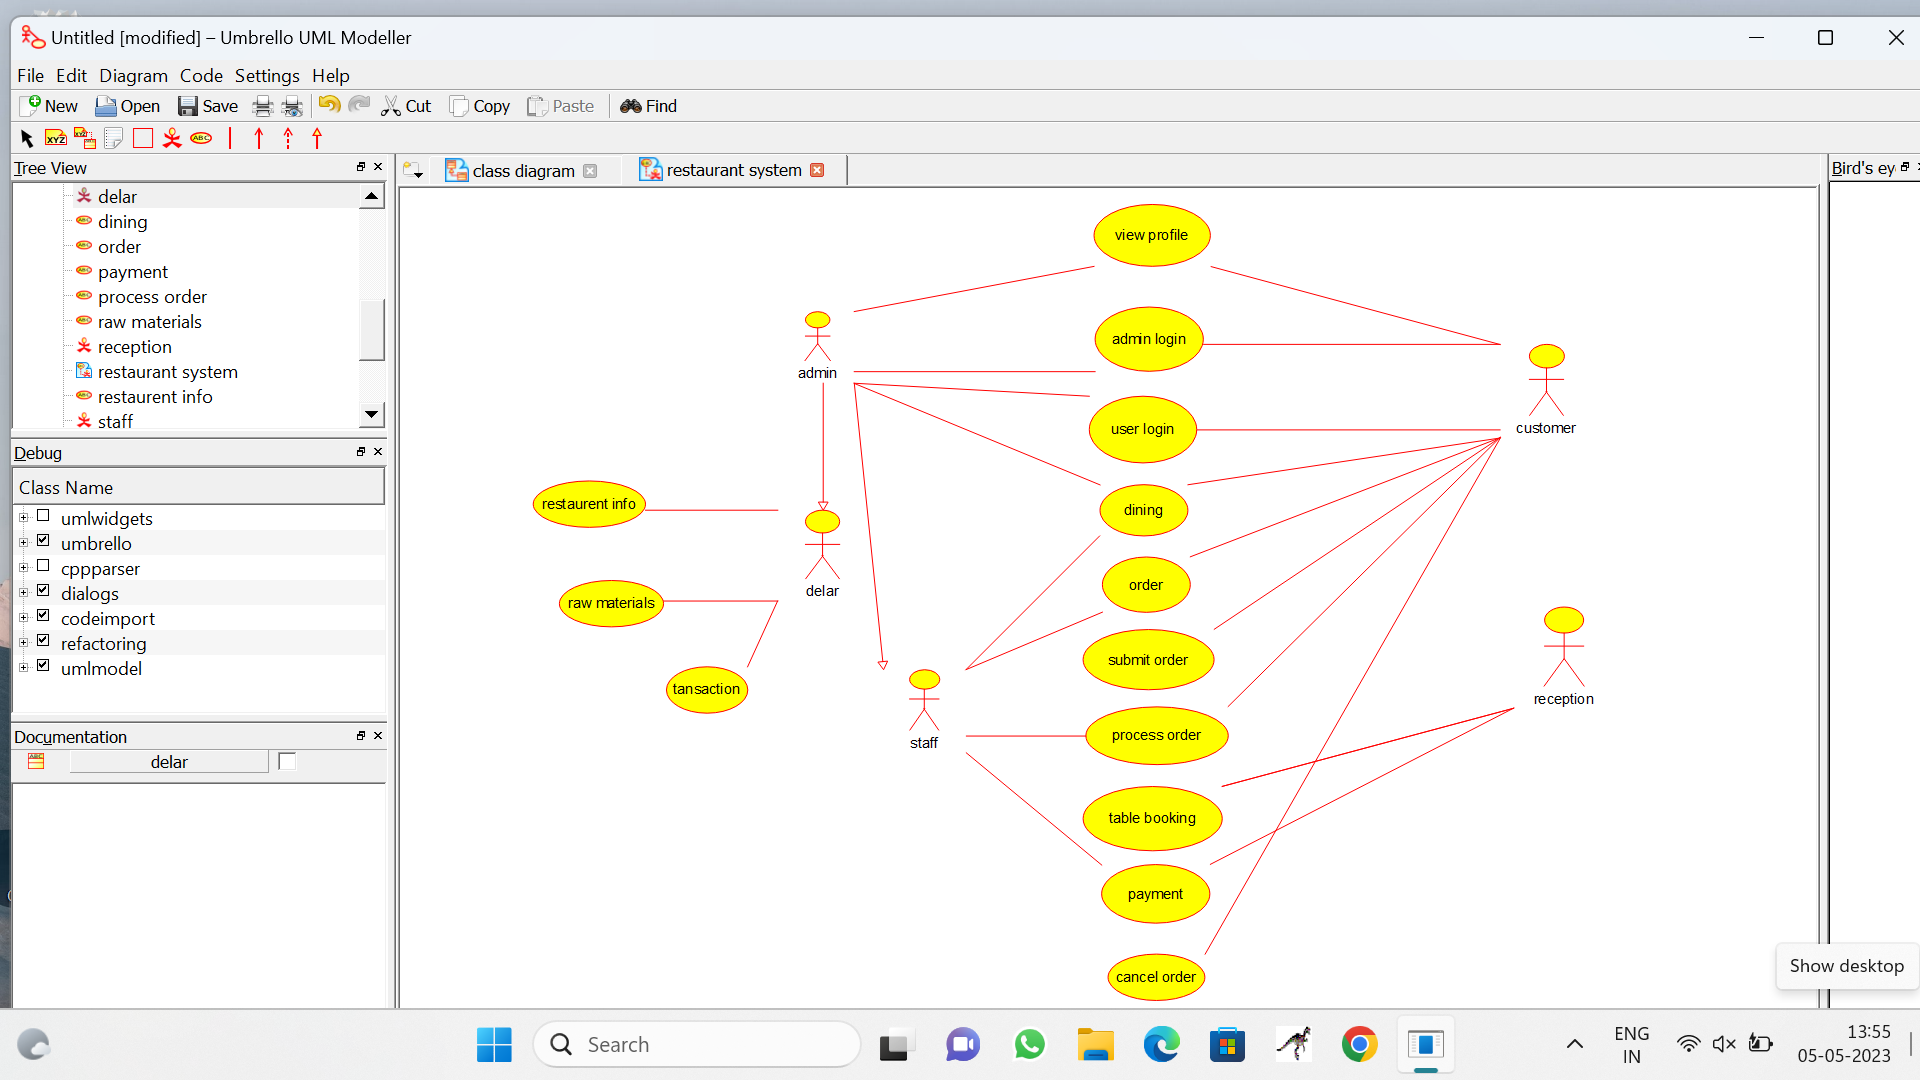 Untitled [modified] – Umbrello UML Modeller
File Edit Diagram Code Settings Help
New Open Save Cut Copy Paste Find
XYZ XYZ ABC
Tree View
class diagram
restaurant system
Bird's ey
delar
dining
order
payment
process order
raw materials
reception
restaurant system
restaurent info
staff
Debug
Class Name
umlwidgets
umbrello
cppparser
dialogs
codeimport
refactoring
umlmodel
Documentation
delar
view profile
admin login
admin
customer
user login
restaurent info
dining
delar
order
raw materials
submit order
tansaction
reception
staff
process order
table booking
payment
cancel order
Show desktop
Search
ENG
IN
13:55
05-05-2023